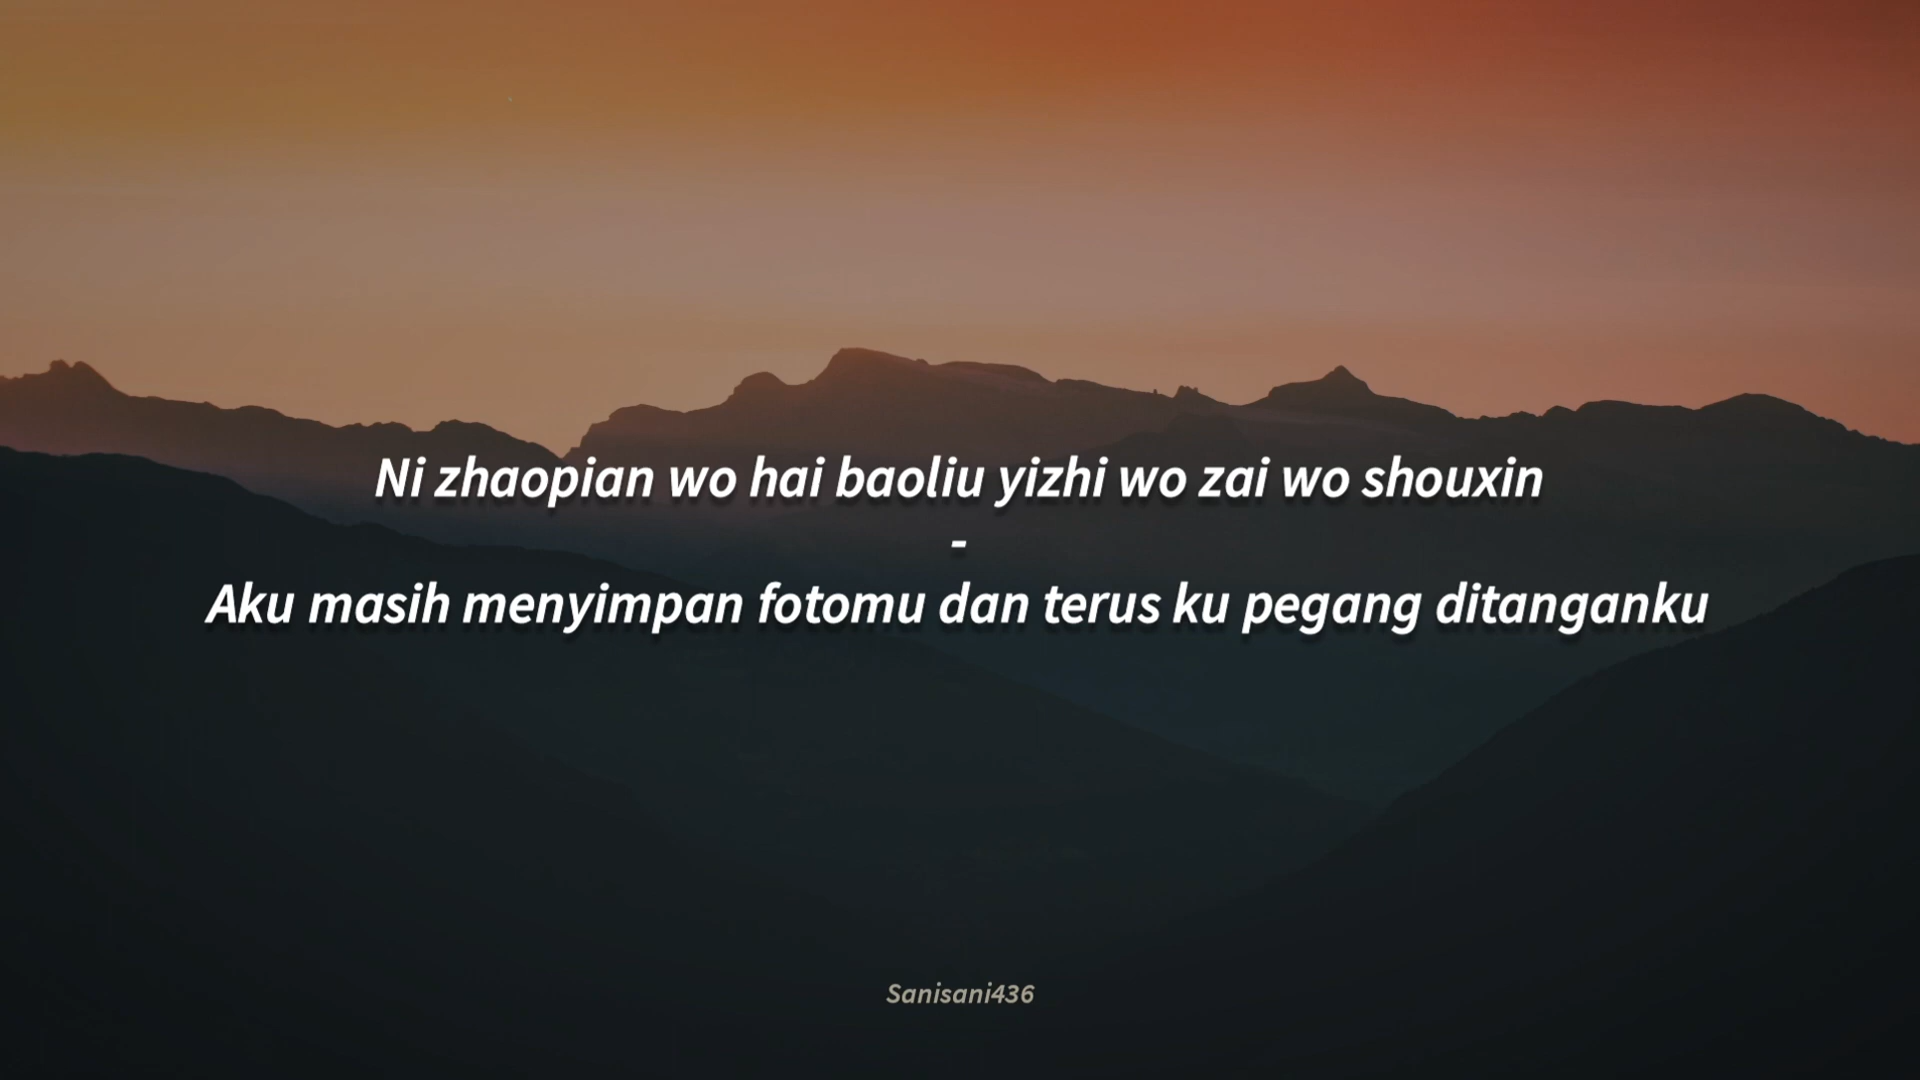 Ni zhaopian wo hai baoliu yizhi wo zai wo shouxin
-
Aku masih menyimpan fotomu dan terus ku pegang ditanganku
Sanisani436